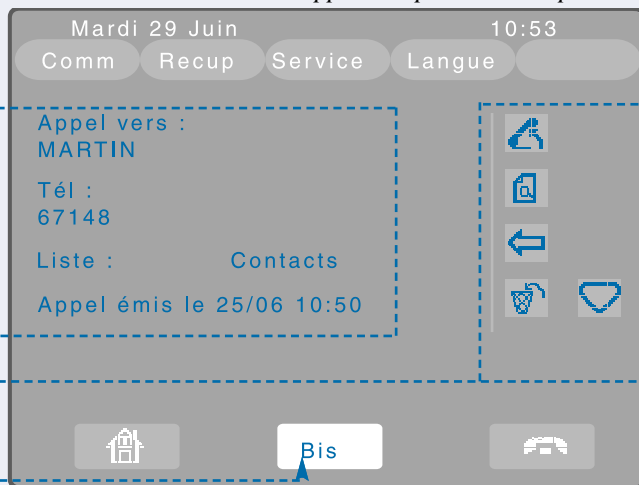 Mardi 29 Juin 10:53
Comm Recup Service Langue
Appel vers :
MARTIN
Tél :
67148
Liste : Contacts
Appel émis le 25/06 10:50
Bis